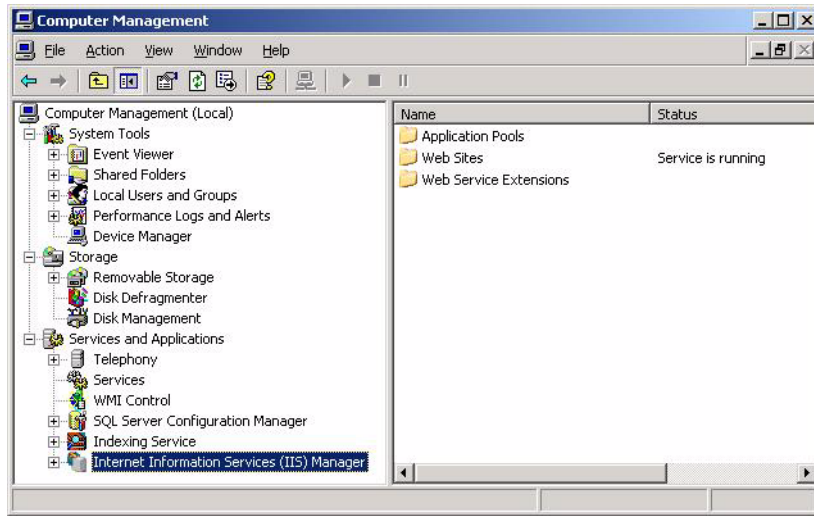 Computer Management
File Action View Window Help
Computer Management (Local)
System Tools
Event Viewer
Shared Folders
Local Users and Groups
Performance Logs and Alerts
Device Manager
Storage
Removable Storage
Disk Defragmenter
Disk Management
Services and Applications
Telephony
Services
WMI Control
SQL Server Configuration Manager
Indexing Service
Internet Information Services (IIS) Manager
Name Status
Application Pools
Web Sites Service is running
Web Service Extensions